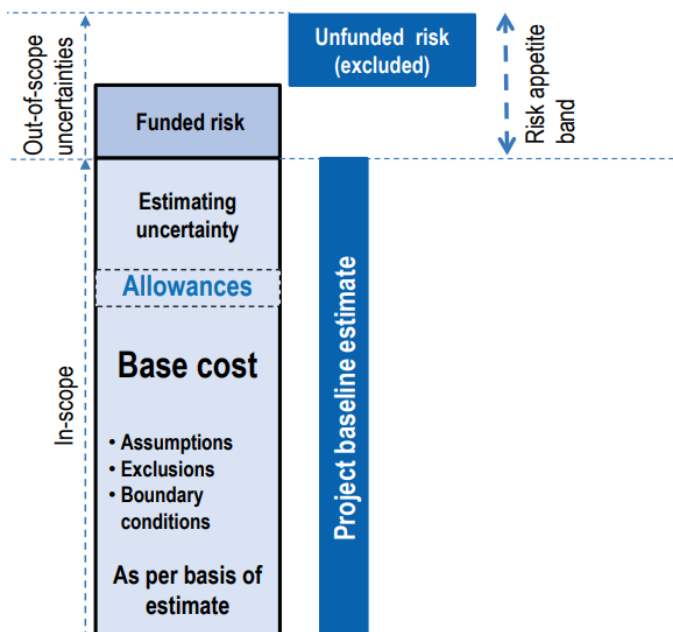 Out-of-scope
uncertainties
Unfunded risk
(excluded)
Risk appetite
band
Funded risk
In-scope
Estimating
uncertainty
Allowances
Base cost
• Assumptions
• Exclusions
• Boundary
conditions
As per basis of
estimate
Project baseline estimate